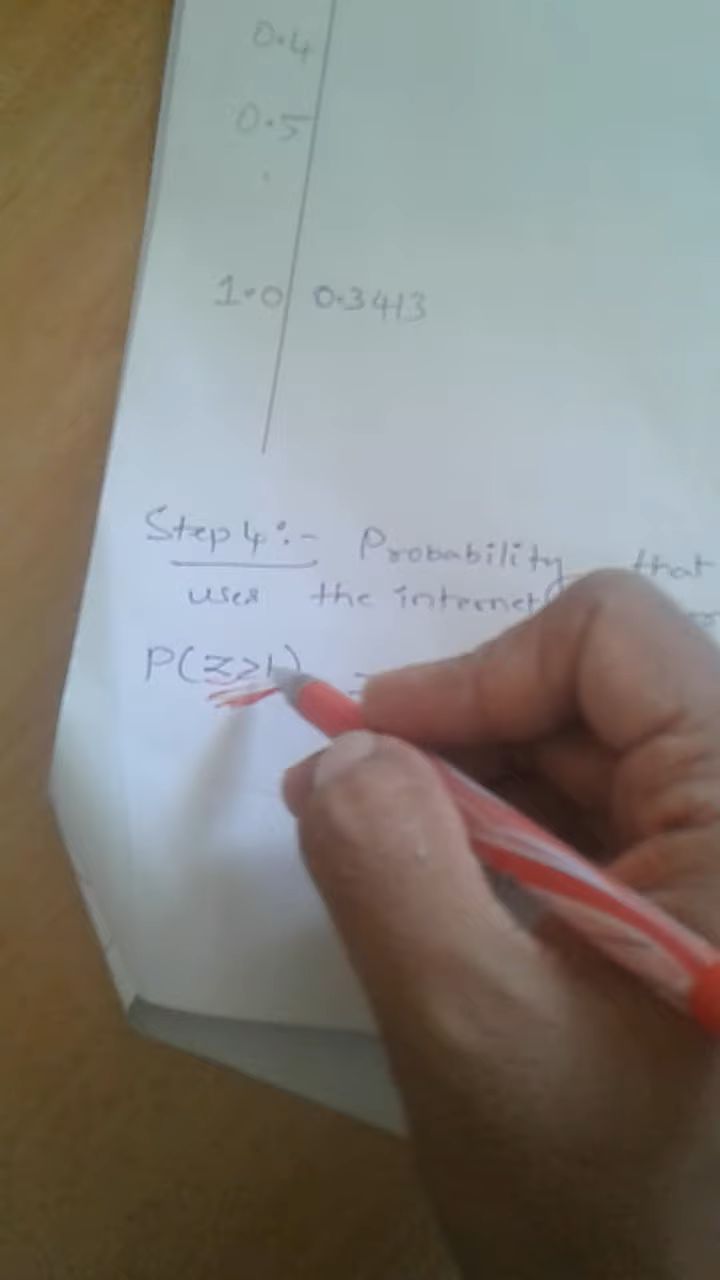 0.4
0.5
.
1.0 0.3413
Step 4:- Probability that
uses the internet
P(z>1) =